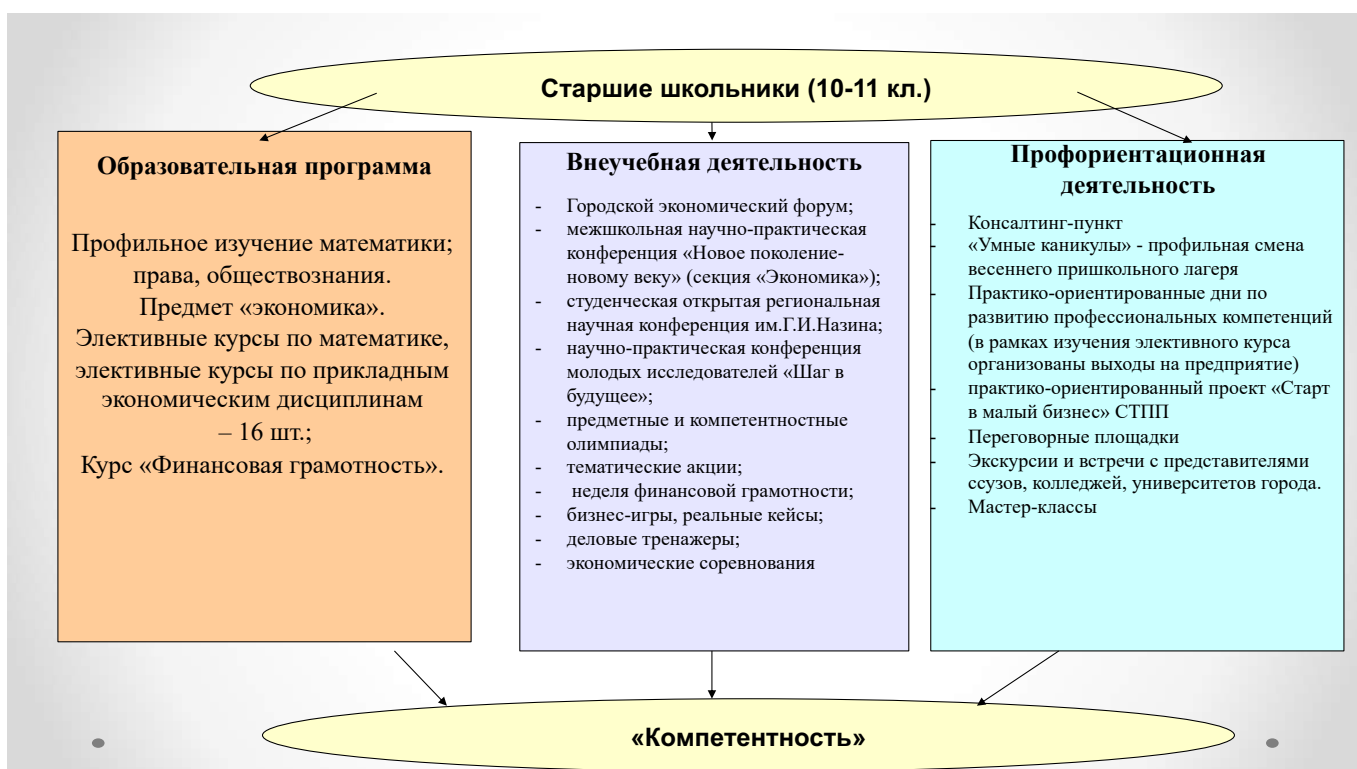 Старшие школьники (10-11 кл.)
Образовательная программа
Профильное изучение математики;
права, обществознания.
Предмет «экономика».
Элективные курсы по математике,
элективные курсы по прикладным
экономическим дисциплинам
– 16 шт.;
Курс «Финансовая грамотность».
Внеучебная деятельность
- Городской экономический форум;
- межшкольная научно-практическая
конференция «Новое поколение-
новому веку» (секция «Экономика»);
- студенческая открытая региональная
научная конференция им.Г.И.Назина;
- научно-практическая конференция
молодых исследователей «Шаг в
будущее»;
- предметные и компетентностные
олимпиады;
- тематические акции;
- неделя финансовой грамотности;
- бизнес-игры, реальные кейсы;
- деловые тренажеры;
- экономические соревнования
Профориентационная
деятельность
- Консалтинг-пункт
- «Умные каникулы» - профильная смена
весеннего пришкольного лагеря
- Практико-ориентированные дни по
развитию профессиональных компетенций
(в рамках изучения элективного курса
организованы выходы на предприятие)
- практико-ориентированный проект «Старт
в малый бизнес» СТПП
- Переговорные площадки
- Экскурсии и встречи с представителями
ссузов, колледжей, университетов города.
- Мастер-классы
«Компетентность»